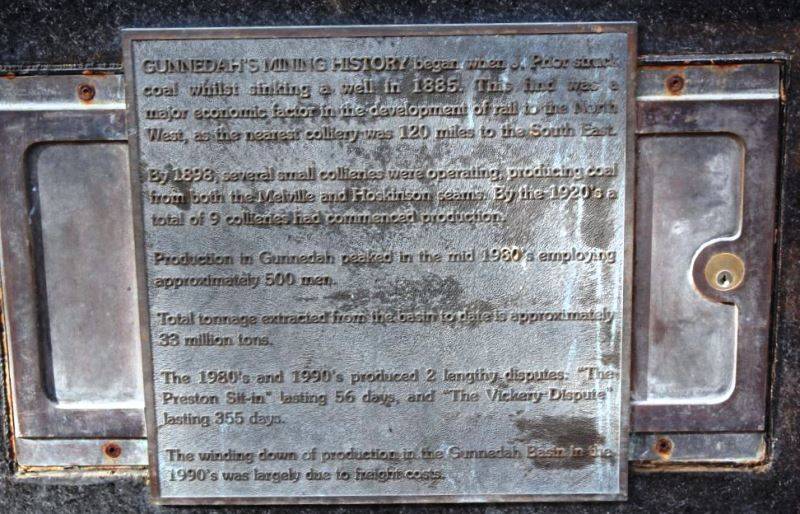 GUNNEDAH'S MINING HISTORY began when J. Prior struck
coal whilst sinking a well in 1885. This find was a
major economic factor in the development of rail to the North
West, as the nearest colliery was 120 miles to the South East.
By 1898, several small collieries were operating, producing coal
from both the Melville and Hoskinson seams. By the 1920's a
total of 9 collieries had commenced production.
Production in Gunnedah peaked in the mid 1980's employing
approximately 500 men.
Total tonnage extracted from the basin to date is approximately
33 million tons.
The 1980's and 1990's produced 2 lengthy disputes: "The
Preston Sit-in" lasting 56 days, and "The Vickery Dispute"
lasting 355 days.
The winding down of production in the Gunnedah Basin in the
1990's was largely due to freight costs.